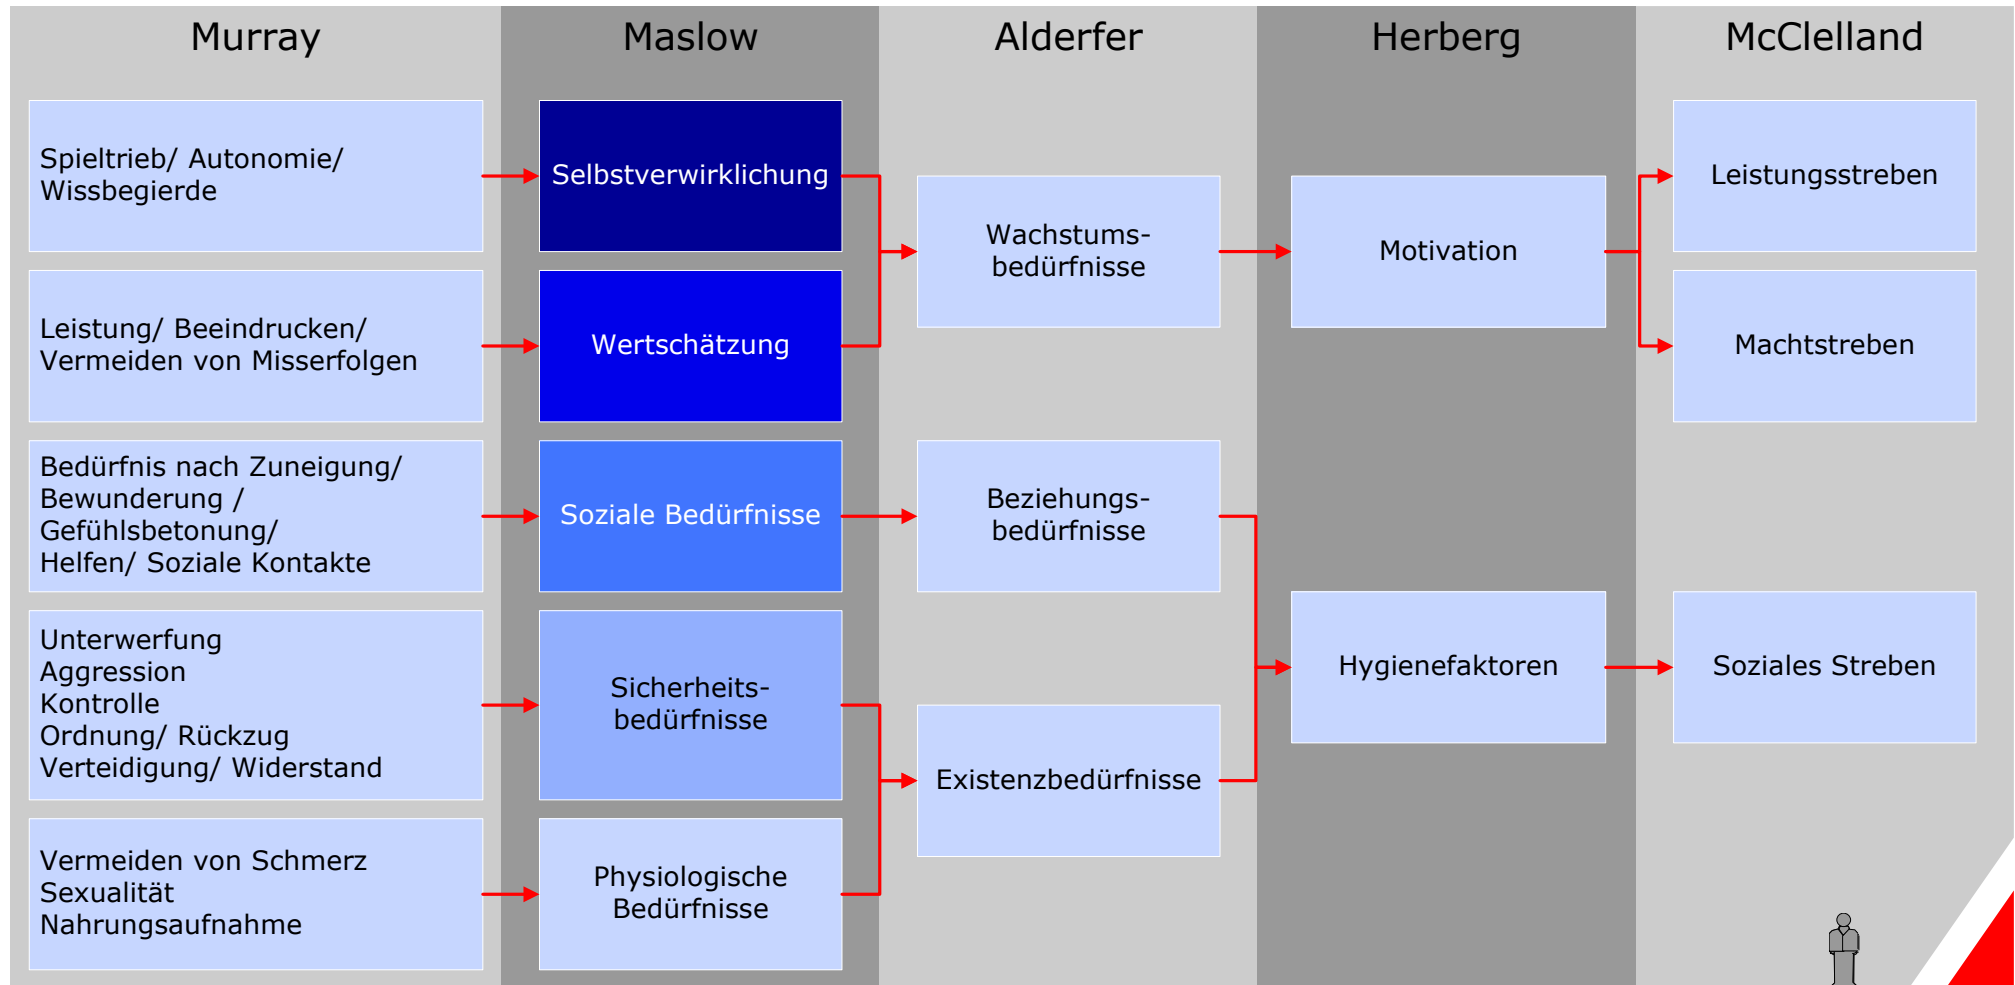 Murray
Maslow
Alderfer
Herberg
McClelland
Spieltrieb/ Autonomie/
Wissbegierde
Leistung/ Beeindrucken/
Vermeiden von Misserfolgen
Bedürfnis nach Zuneigung/
Bewunderung /
Gefühlsbetonung/
Helfen/ Soziale Kontakte
Unterwerfung
Aggression
Kontrolle
Ordnung/ Rückzug
Verteidigung/ Widerstand
Vermeiden von Schmerz
Sexualität
Nahrungsaufnahme
Selbstverwirklichung
Wertschätzung
Soziale Bedürfnisse
Sicherheits-
bedürfnisse
Physiologische
Bedürfnisse
Wachstums-
bedürfnisse
Beziehungs-
bedürfnisse
Existenzbedürfnisse
Motivation
Hygienefaktoren
Leistungsstreben
Machtstreben
Soziales Streben